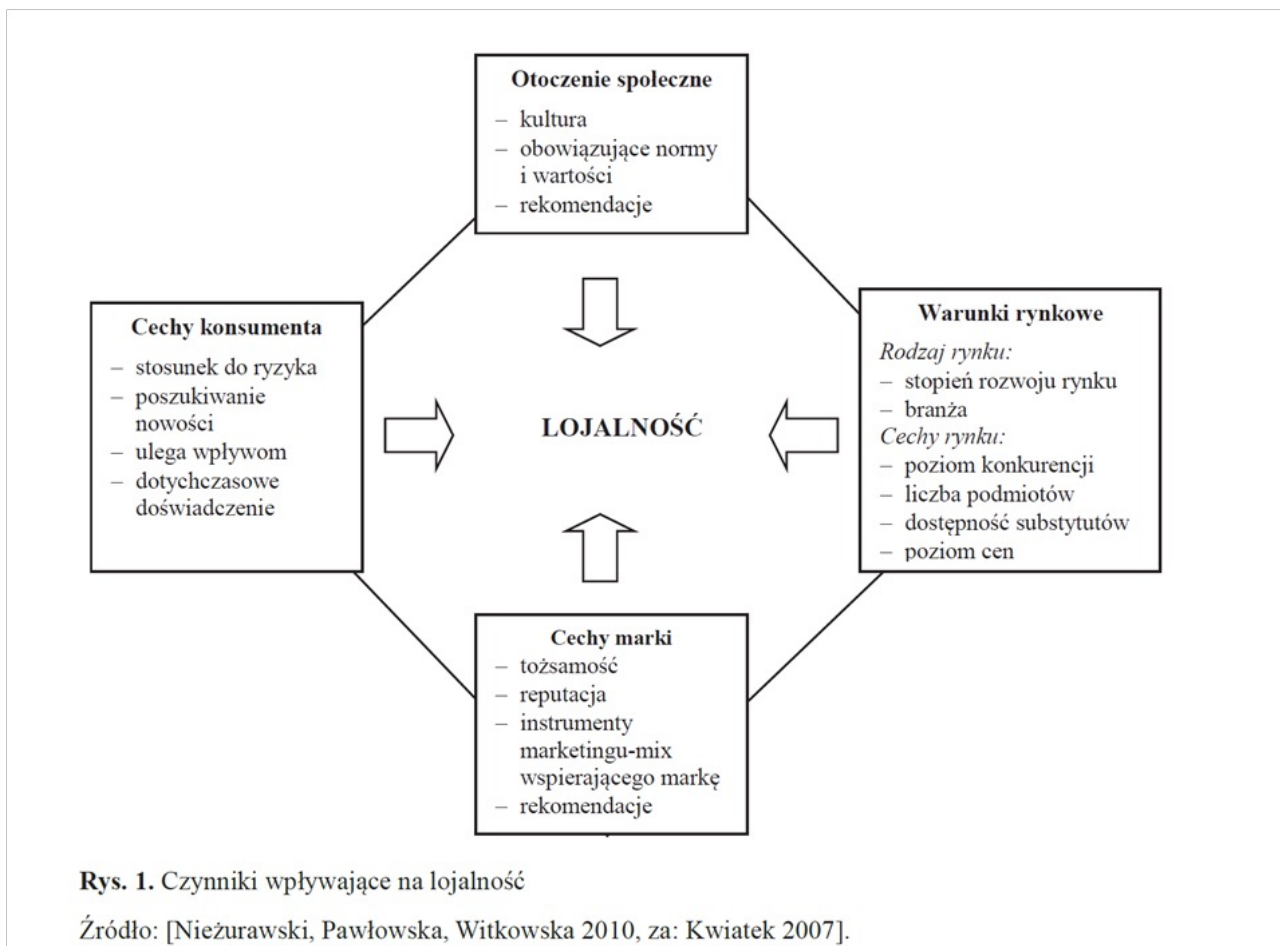 Otoczenie społeczne
– kultura
– obowiązujące normy
i wartości
– rekomendacje
Cechy konsumenta
– stosunek do ryzyka
– poszukiwanie
nowości
– ulega wpływom
– dotychczasowe
doświadczenie
LOJALNOŚĆ
Warunki rynkowe
Rodzaj rynku:
– stopień rozwoju rynku
– branża
Cechy rynku:
– poziom konkurencji
– liczba podmiotów
– dostępność substytutów
– poziom cen
Cechy marki
– tożsamość
– reputacja
– instrumenty
marketingu-mix
wspierającego markę
– rekomendacje
Rys. 1. Czynniki wpływające na lojalność
Źródło: [Nieżurawski, Pawłowska, Witkowska 2010, za: Kwiatek 2007].